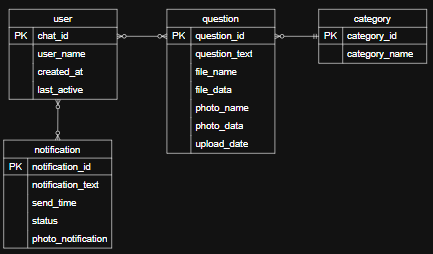 user
PK chat_id
user_name
created_at
last_active
question
PK question_id
question_text
file_name
file_data
photo_name
photo_data
upload_date
category
PK category_id
category_name
notification
PK notification_id
notification_text
send_time
status
photo_notification